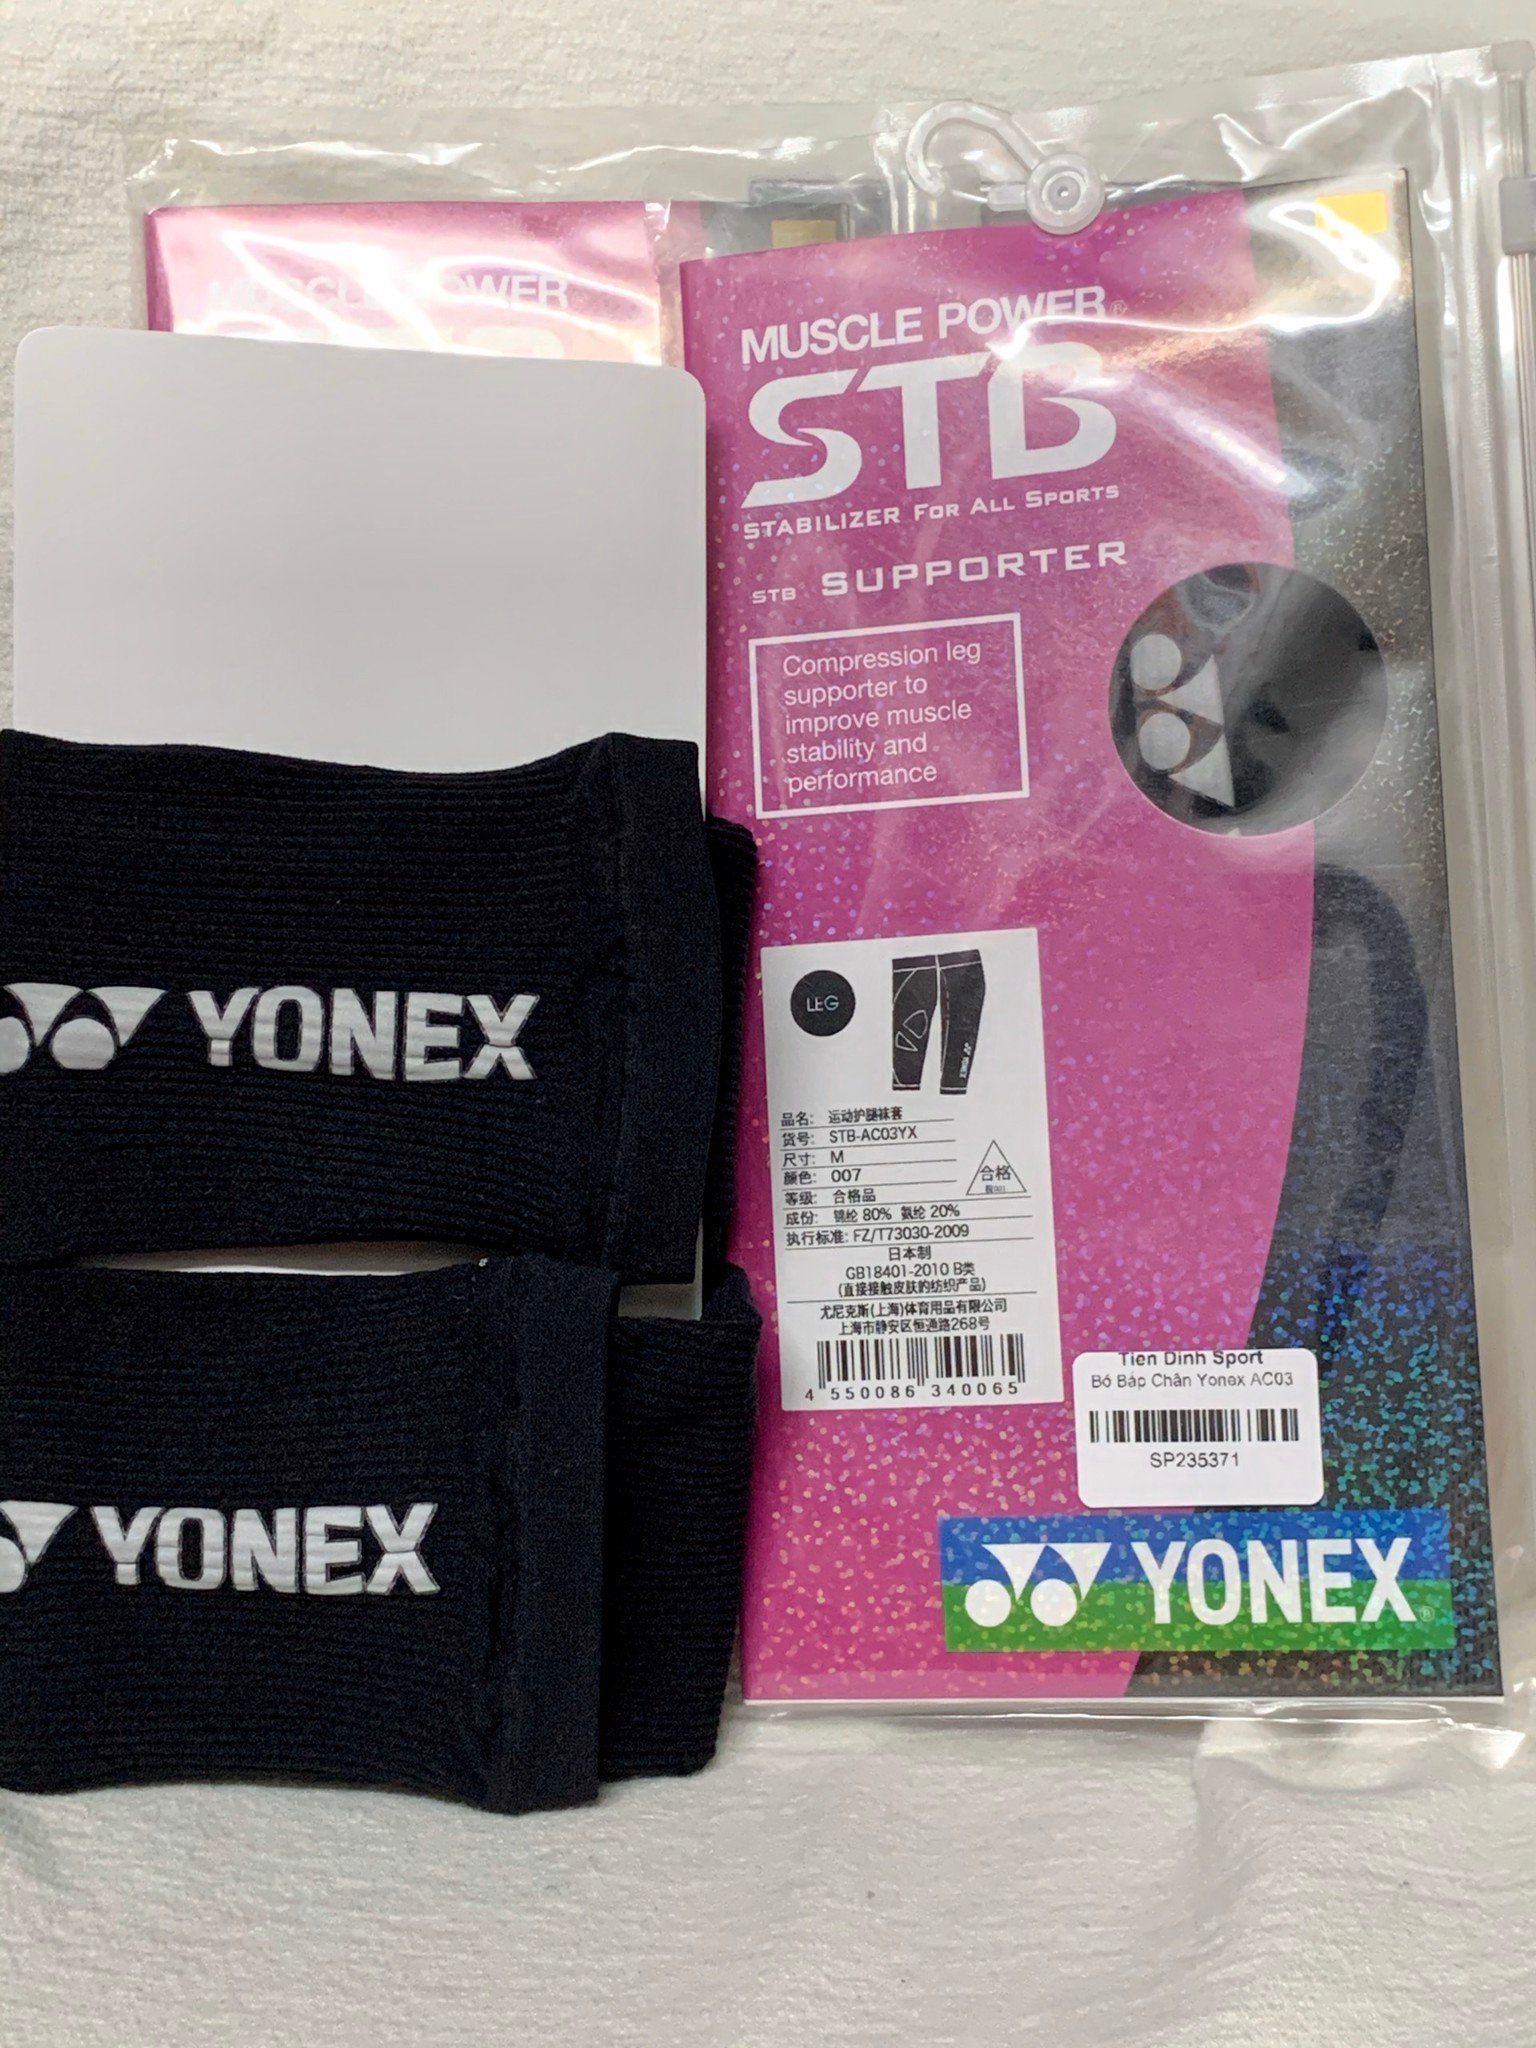 MUSCLE POWER
MUSCLE POWER®
STB
STABILIZER FOR ALL SPORTS
STB SUPPORTER
Compression leg
supporter to
improve muscle
stability and
performance
LEG
YONEX
品名: 运动护腿袜套
货号: STB-AC03YX
尺寸: M
颜色: 007
等级: 合格品
合格
成份: 锦纶 80% 氨纶 20%
执行标准: FZ/T73030-2009
日本制
GB18401-2010 B类
(直接接触皮肤的纺织产品)
尤尼克斯(上海)体育用品有限公司
上海市静安区恒通路268号
4 550086 340065
Tien Dinh Sport
Bó Bắp Chân Yonex AC03
SP235371
YONEX®
YONEX
YONEX